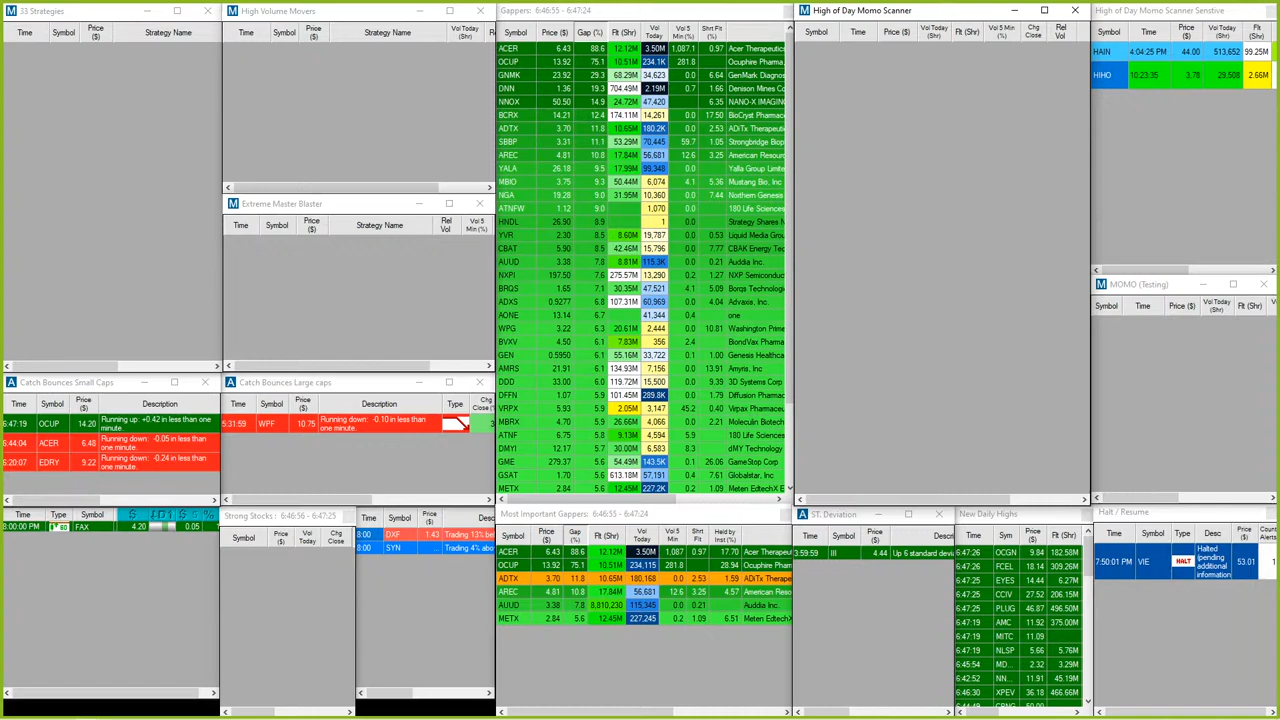 33 Strategies
Time Symbol Price ($) Strategy Name
High Volume Movers
Time Symbol Price ($) Strategy Name Vol Today (Shr)
Extreme Master Blaster
Time Symbol Price ($) Strategy Name Rel Vol Vol 5 Min (%)
Catch Bounces Small Caps
Time Symbol Price ($) Description
6:47:19 OCUP 14.20 Running up: +0.42 in less than one minute.
6:44:04 ACER 6.48 Running down: -0.05 in less than one minute.
6:20:07 EDRY 9.22 Running down: -0.24 in less than one minute.
Catch Bounces Large caps
Time Symbol Price ($) Description Type Chg Close (%)
5:31:59 WPF 10.75 Running down: -0.10 in less than one minute.
Gappers: 6:46:55 - 6:47:24
Symbol Price ($) Gap (%) Flt (Shr) Vol Today Vol 5 Min (%) Shrt Flt
ACER 6.43 88.6 12.12M 3.50M 1,087.1 0.97 Acer Therapeutics
OCUP 13.92 75.1 10.51M 234.1K 281.8 Ocuphire Pharma,
GNMK 23.92 29.3 68.29M 34,623 6.64 GenMark Diagnos
DNN 1.36 19.3 704.49M 2.19M 0.7 1.66 Denison Mines Co
NNOX 50.50 14.9 24.72M 47,420 6.35 NANO-X IMAGING
BCRX 14.21 12.4 174.11M 14,261 0.0 17.50 BioCryst Pharmac
ADTX 3.70 11.8 10.65M 180.2K 0.0 2.53 ADiTx Therapeuti
SBBP 3.13 53.29M 70,445 59.7 1.05 Strongbridge Biop
AREC 4.81 10.8 17.84M 56,681 12.6 3.25 American Resourc
YALA 26.18 9.5 17.99M 99,348 0.0 Yalla Group Limite
MBIO 3.75 9.3 50.44M 6,074 4.1 5.36 Mustang Bio, Inc
NGA 19.28 9.0 31.95M 10,360 0.0 7.44 Northern Genesis
ATNFW 1.12 9.0 1,070 0.0 180 Life Sciences
HNDL 26.90 8.9 1 0.0 Strategy Shares N
YVR 2.30 8.5 8.60M 19,787 0.0 0.13 Liquid Media Grou
CBAT 5.90 8.5 42.46M 15,796 0.0 7.77 CBAK Energy Tec
AUUD 3.38 7.8 8.81M 115.3K 0.0 0.21 Auddia Inc.
NXPI 197.50 7.6 275.57M 13,290 0.2 1.27 NXP Semiconduc
BRQS 1.65 7.1 30.35M 47,521 4.1 5.09 Borqs Technologi
ADXS 0.9277 6.8 107.31M 60,969 0.4 4.04 Advaxis, Inc.
AONE 13.14 6.7 41,344 0.4 one
WPG 3.22 6.3 20.61M 2,444 0.0 10.81 Washington Prime
BVXV 4.50 6.1 7.83M 356 2.4 BiondVax Pharma
GEN 0.5950 6.1 55.16M 33,722 0.1 1.00 Genesis Healthca
AMRS 21.91 6.1 134.93M 7,156 0.0 13.91 Amyris, Inc
DDD 33.00 6.0 119.72M 15,500 0.0 9.39 3D Systems Corp
DFFN 1.07 5.9 101.45M 289.8K 0.0 2.11 Diffusion Pharmac
VRPX 5.93 5.9 2.05M 3,147 45.2 0.40 Virpax Pharmaceu
MBRX 4.70 5.9 26.66M 4,066 0.0 2.21 Moleculin Biotech
ATNF 6.75 5.8 9.13M 4,594 5.9 180 Life Sciences
DMYI 12.17 5.7 30.00M 6,583 8.3 dMY Technology
GME 279.37 5.6 54.49M 143.5K 0.1 26.06 GameStop Corp
GSAT 1.70 5.6 613.18M 57,191 0.4 7.61 Globalstar, Inc
METX 2.84 5.6 12.45M 227.2K 0.2 1.09 Meten EdtechX E
High of Day Momo Scanner
Symbol Time Price ($) Vol Today (Shr) Flt (Shr) Vol 5 Min (%) Chg Close Rel Vol
High of Day Momo Scanner Senstive
Symbol Time Price ($) Vol Today (Shr) Flt (Shr)
HAIN 4:04:25 PM 44.00 513,652 99.25M
HIHO 10:23:35 3.78 29,508 2.66M
MOMO (Testing)
Symbol Time Price ($) Vol Today (Shr) Flt (Shr)
Time Type Symbol
8:00:00 PM 60 FAX 4.20 0.05
Strong Stocks: 6:46:56 - 6:47:25
Symbol Price ($) Vol Today Chg Close
Time Symbol Price ($) Desc
8:00 DXF 1.43 Trading 13% be
8:00 SYN ... Trading 4% abo
Most Important Gappers: 6:46:55 - 6:47:24
Symbol Price ($) Gap (%) Flt (Shr) Vol Today Vol 5 Min (%) Shrt Flt Held by Inst (%)
ACER 6.43 88.6 12.12M 3.50M 1,087 0.97 17.70 Acer Therapeut
OCUP 13.92 75.1 10.51M 234,115 281.8 28.94 Ocuphire Pharm
ADTX 3.70 11.8 10.65M 180,168 0.0 2.53 1.59 ADiTx Therape
AREC 4.81 10.8 17.84M 56,681 12.6 3.25 4.57 American Reso
AUUD 3.38 7.8 8,810,230 115,345 0.0 0.21 Auddia Inc.
METX 2.84 5.6 12.45M 227,245 0.2 1.09 6.51 Meten EdtechX
ST. Deviation
Time Symbol Price ($) Desc
3:59:59 III 4.44 Up 6 standard devia
New Daily Highs
Time Sym Price ($) Flt (Shr)
6:47:26 OCGN 9.84 182.58M
6:47:26 FCEL 18.14 309.26M
6:47:25 EYES 14.44 6.27M
6:47:25 CCIV 27.52 206.15M
6:47:25 PLUG 46.87 496.50M
6:47:21 AMC 11.92 375.00M
6:47:19 MITC 11.09
6:47:19 NLSP 5.66 5.76M
6:45:54 MD... 2.32 3.29M
6:42:52 NN... 11.91 45.19M
6:46:30 XPEV 36.18 466.66M
Halt / Resume.
Time Symbol Type Desc Price ($) Count Alerts
7:50:01 PM VIE HALT Halted (pending additional information) 53.01 1